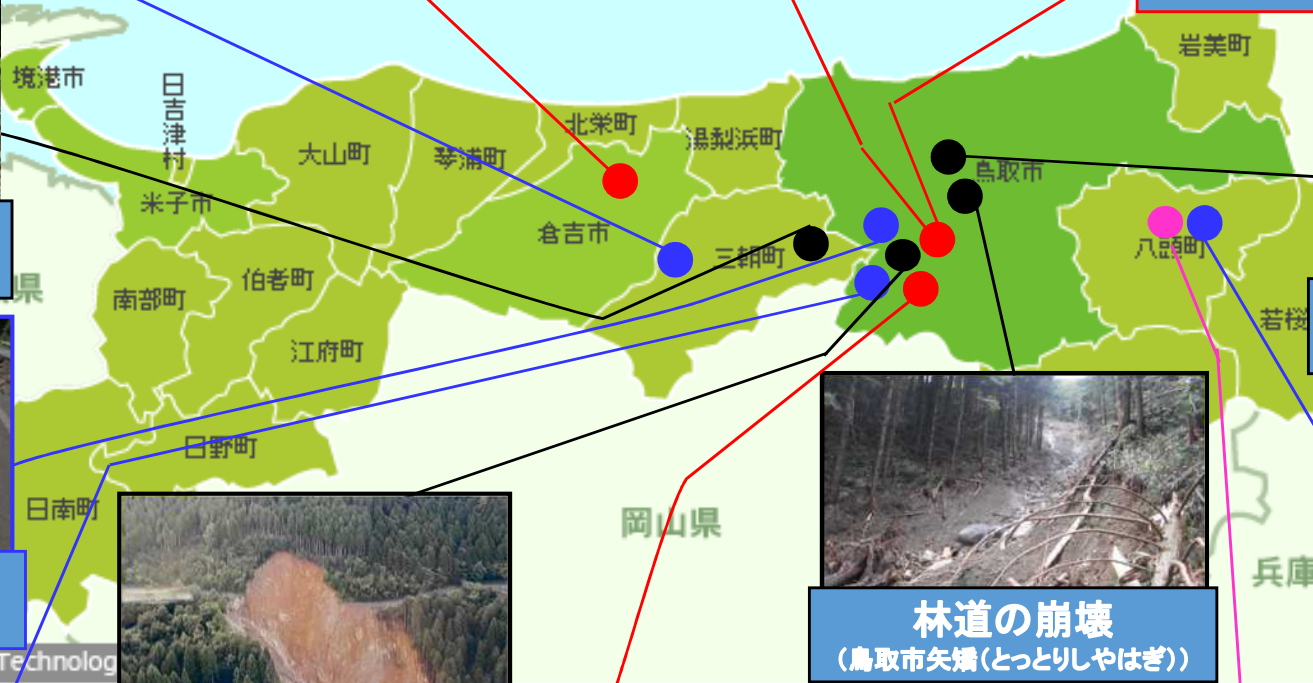 岩美町
境港市
日吉津村
北栄町
湯梨浜町
大山町
琴浦町
鳥取市
米子市
倉吉市
三朝町
八頭町
県
南部町
伯耆町
若桜
江府町
日野町
日南町
岡山県
兵庫
林道の崩壊
(鳥取市矢矯(とっとりしやはぎ))
Technolog